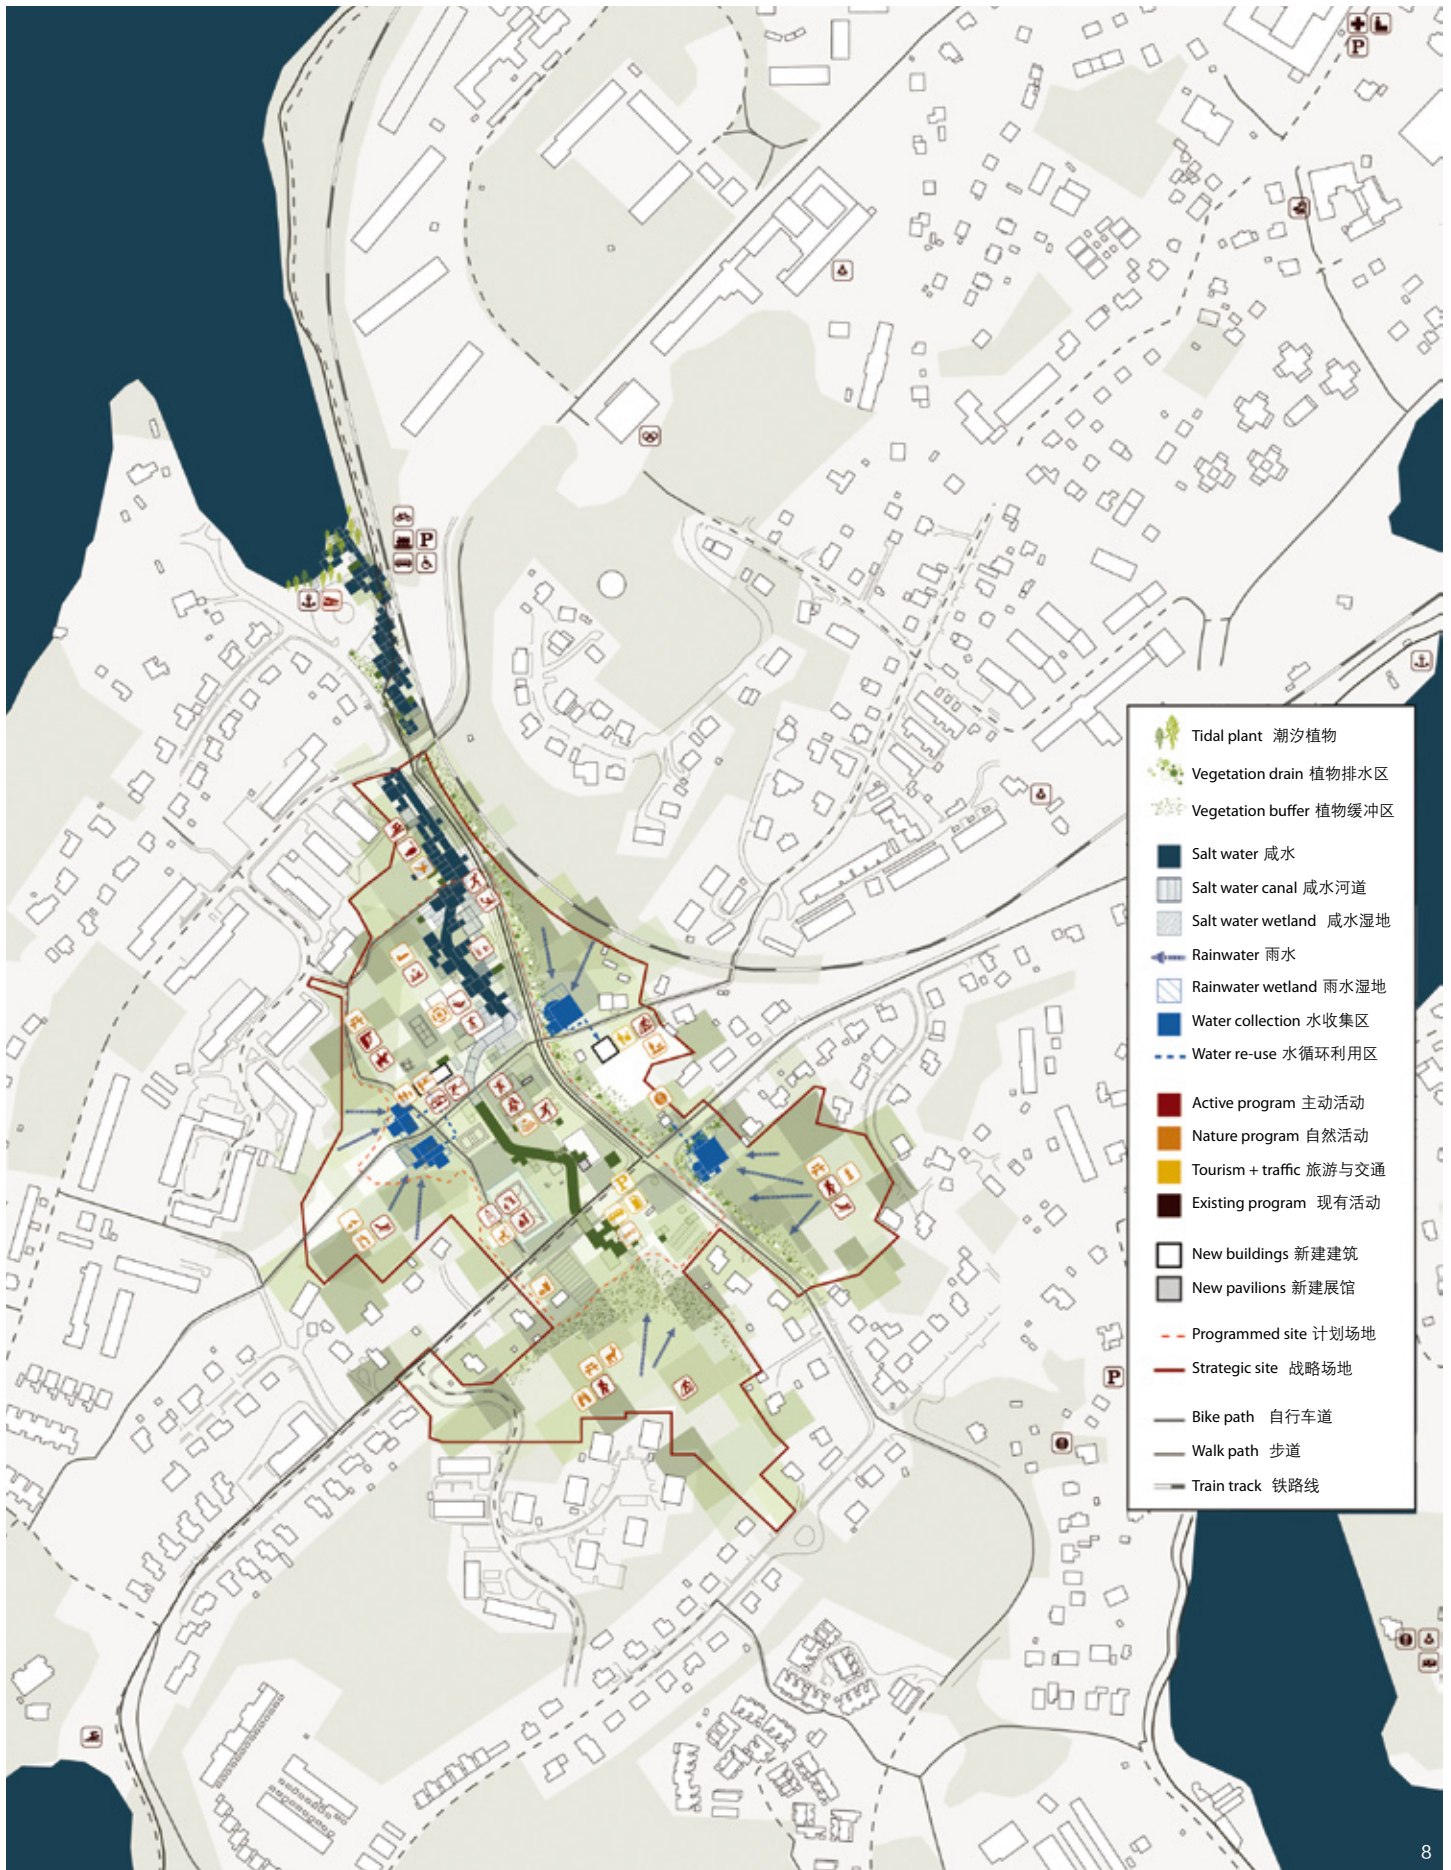 P
P
P
Tidal plant 潮汐植物
Vegetation drain 植物排水区
Vegetation buffer 植物缓冲区
Salt water 咸水
Salt water canal 咸水河道
Salt water wetland 咸水湿地
Rainwater 雨水
Rainwater wetland 雨水湿地
Water collection 水收集区
Water re-use 水循环利用区
Active program 主动活动
Nature program 自然活动
Tourism + traffic 旅游与交通
Existing program 现有活动
New buildings 新建建筑
New pavilions 新建展馆
Programmed site 计划场地
Strategic site 战略场地
Bike path 自行车道
Walk path 步道
Train track 铁路线
P
8